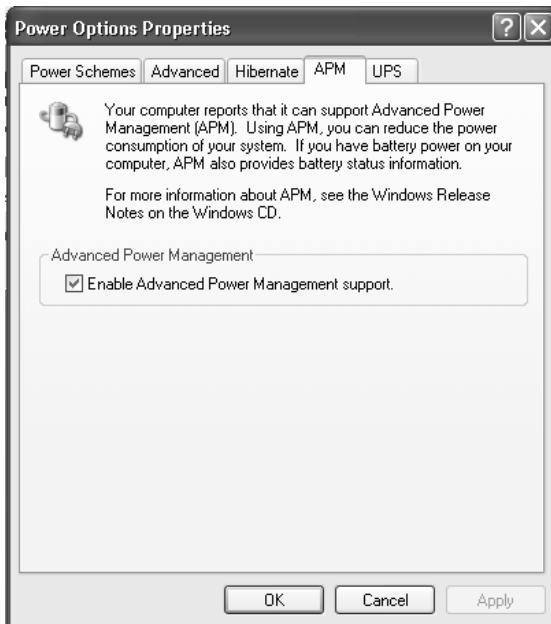 Power Options Properties
Power Schemes Advanced Hibernate APM UPS
Your computer reports that it can support Advanced Power
Management (APM). Using APM, you can reduce the power
consumption of your system. If you have battery power on your
computer, APM also provides battery status information.
For more information about APM, see the Windows Release
Notes on the Windows CD.
Advanced Power Management
Enable Advanced Power Management support.
OK Cancel Apply